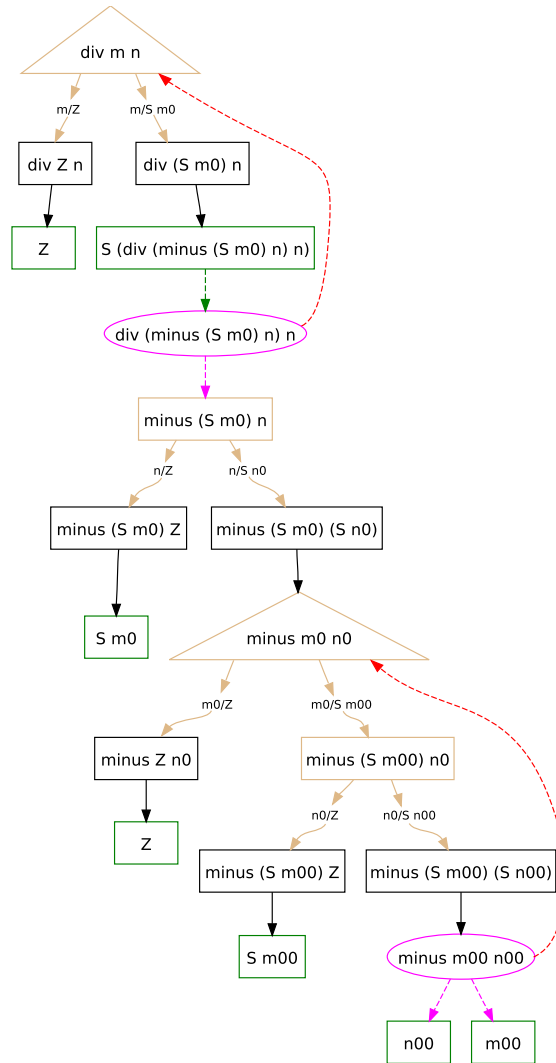 div m n
m/Z
m/S m0
div Z n
div (S m0) n
Z
S (div (minus (S m0) n) n)
div (minus (S m0) n) n
minus (S m0) n
n/Z
n/S n0
minus (S m0) Z
minus (S m0) (S n0)
S m0
minus m0 n0
m0/Z
m0/S m00
minus Z n0
minus (S m00) n0
Z
n0/Z
n0/S n00
minus (S m00) Z
minus (S m00) (S n00)
S m00
minus m00 n00
n00
m00